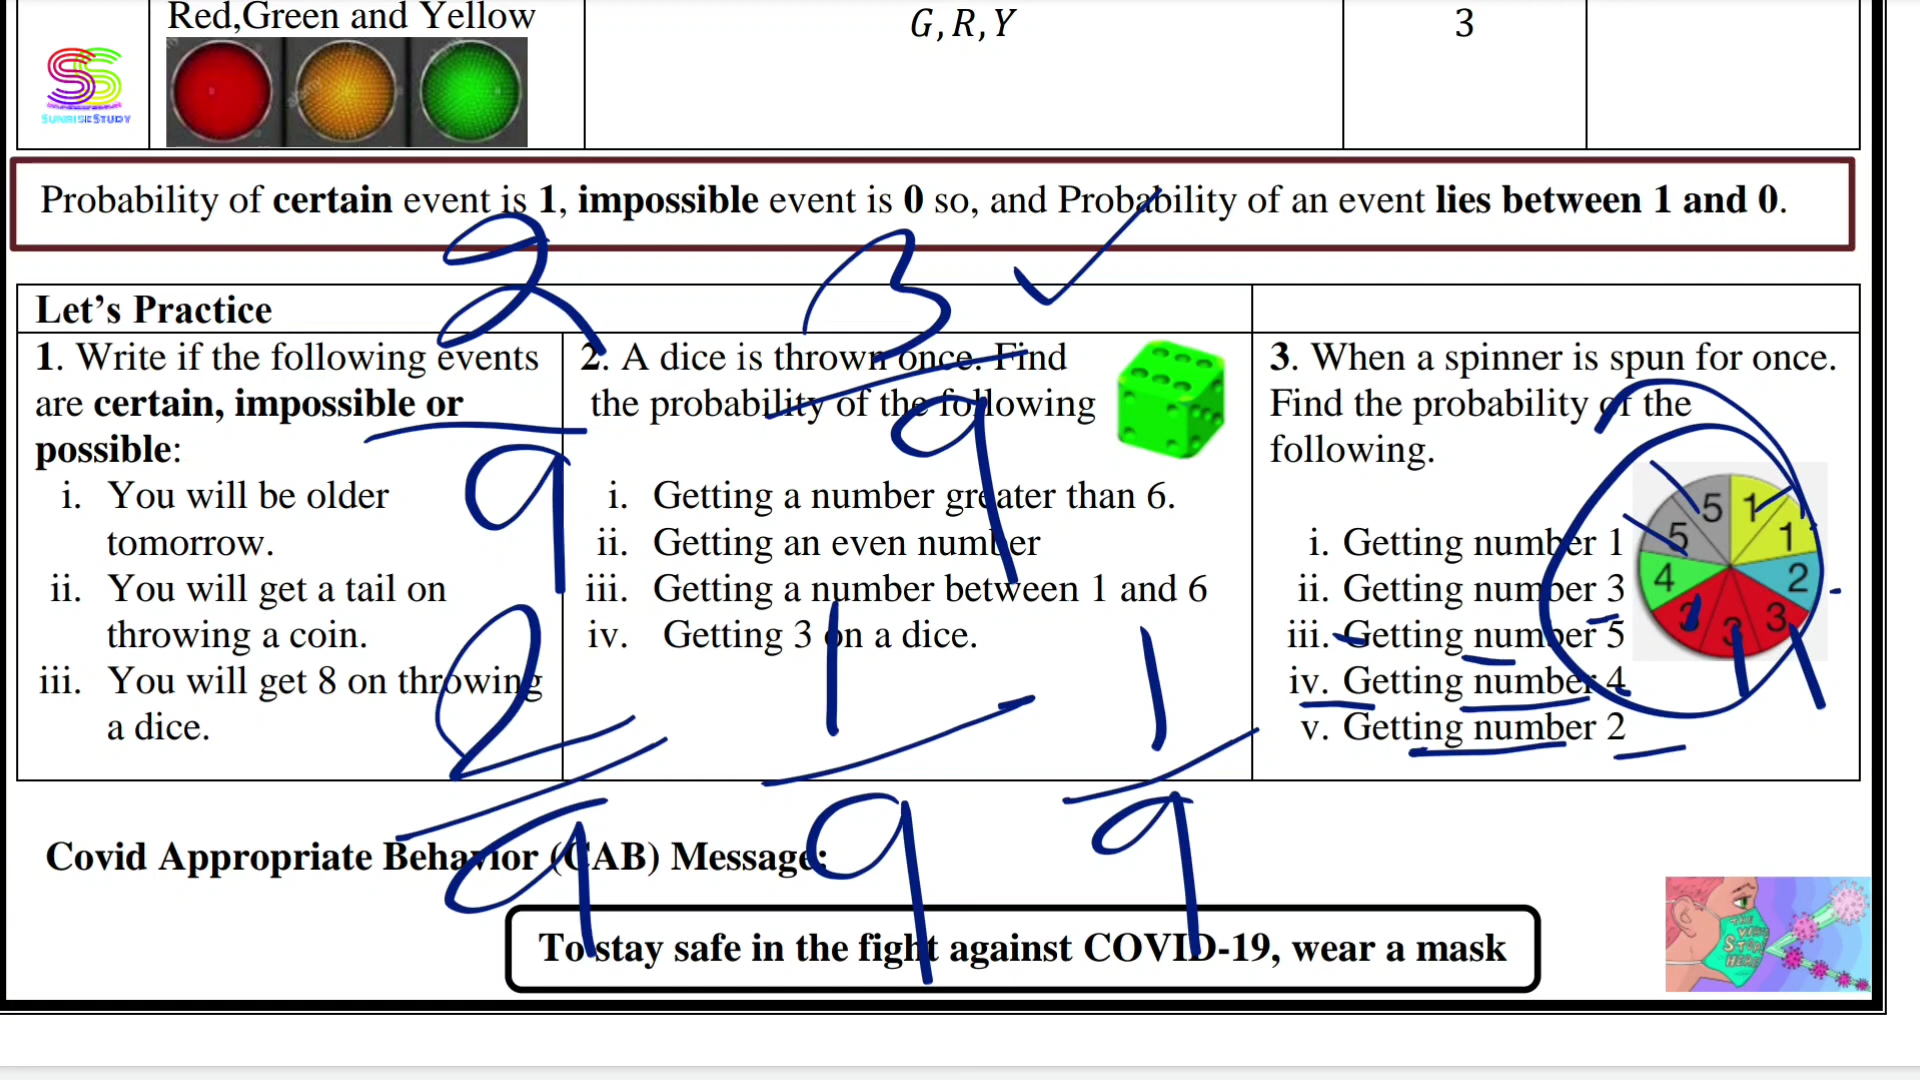 Red,Green and Yellow
G, R, Y
3
SUNRISESTUDY
Probability of certain event is 1, impossible event is 0 so, and Probability of an event lies between 1 and 0.
Let's Practice
1. Write if the following events
are certain, impossible or
possible:
i. You will be older
tomorrow.
ii. You will get a tail on
throwing a coin.
iii. You will get 8 on throwing
a dice.
2. A dice is thrown once. Find
the probability of the following
i. Getting a number greater than 6.
ii. Getting an even number
iii. Getting a number between 1 and 6
iv. Getting 3 on a dice.
3. When a spinner is spun for once.
Find the probability of the
following.
i. Getting number 1
ii. Getting number 3
iii. Getting number 5
iv. Getting number 4
v. Getting number 2
5
1
1
2
3
3
3
4
5
2
9
3
9
2
9
1
9
1
9
Covid Appropriate Behavior (CAB) Message:
To stay safe in the fight against COVID-19, wear a mask